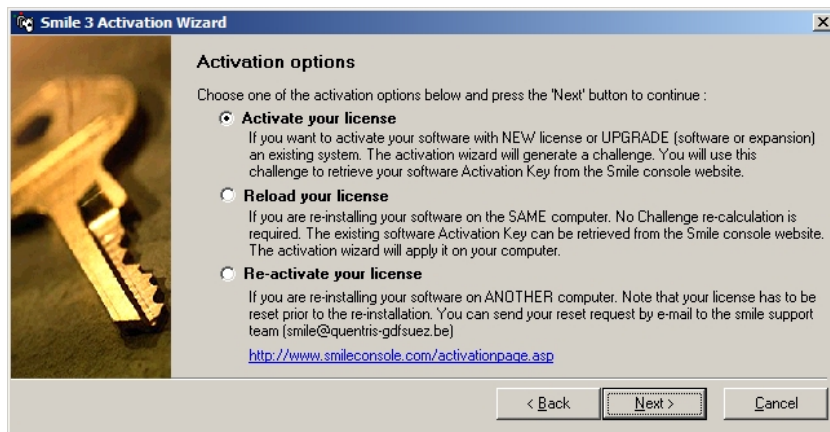 Smile 3 Activation Wizard
Activation options
Choose one of the activation options below and press the 'Next' button to continue :
Activate your license
If you want to activate your software with NEW license or UPGRADE (software or expansion)
an existing system. The activation wizard will generate a challenge. You will use this
challenge to retrieve your software Activation Key from the Smile console website.
Reload your license
If you are re-installing your software on the SAME computer. No Challenge re-calculation is
required. The existing software Activation Key can be retrieved from the Smile console website.
The activation wizard will apply it on your computer.
Re-activate your license
If you are re-installing your software on ANOTHER computer. Note that your license has to be
reset prior to the re-installation. You can send your reset request by e-mail to the smile support
team (smile@quentris-gdfsuez.be)
http://www.smileconsole.com/activationpage.asp
< Back
Next >
Cancel